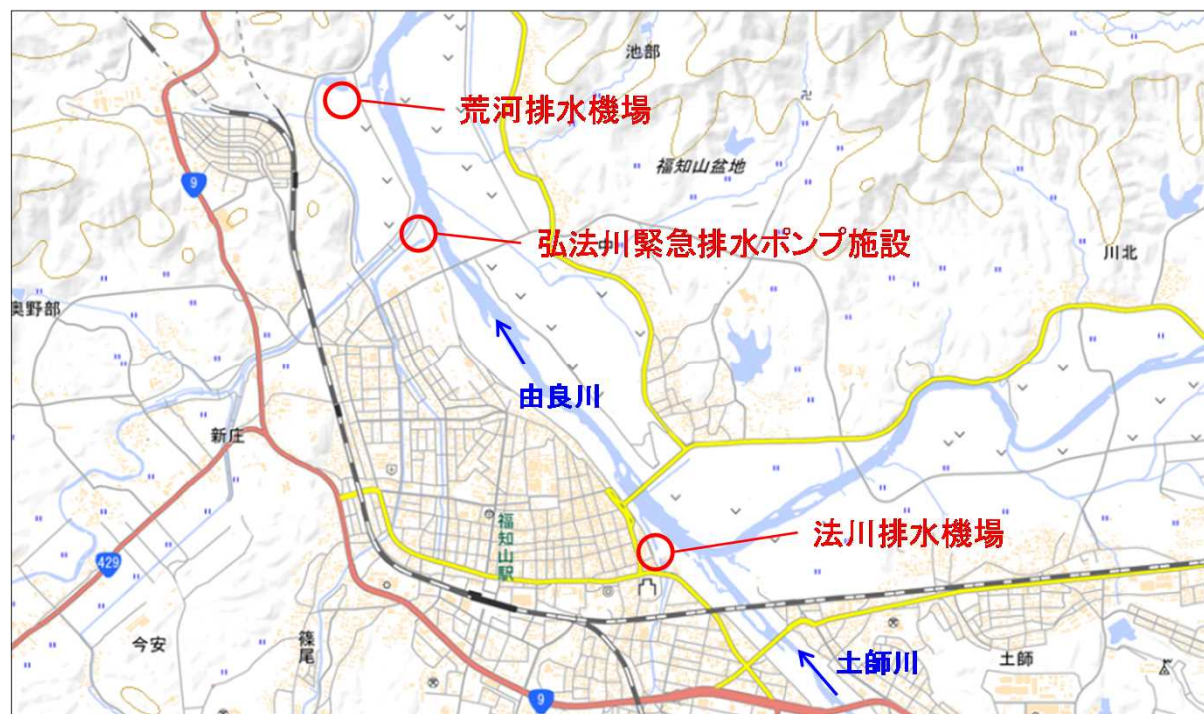 池部
荒河排水機場
福知山盆地
9
弘法川緊急排水ポンプ施設
中
川北
奥野部
由良川
新庄
福知山駅
法川排水機場
429
今安
篠尾
土師川
土師
9